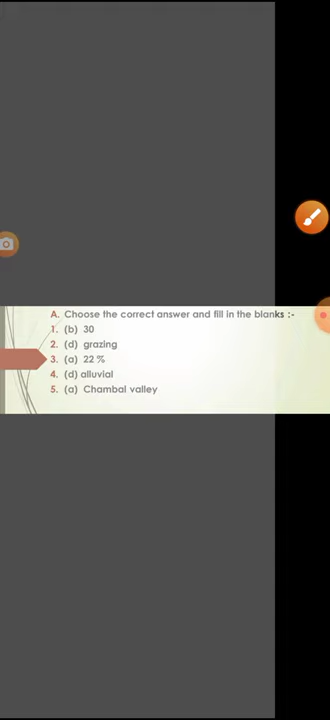 A. Choose the correct answer and fill in the blanks :-
1. (b) 30
2. (d) grazing
3. (a) 22 %
4. (d) alluvial
5. (a) Chambal valley